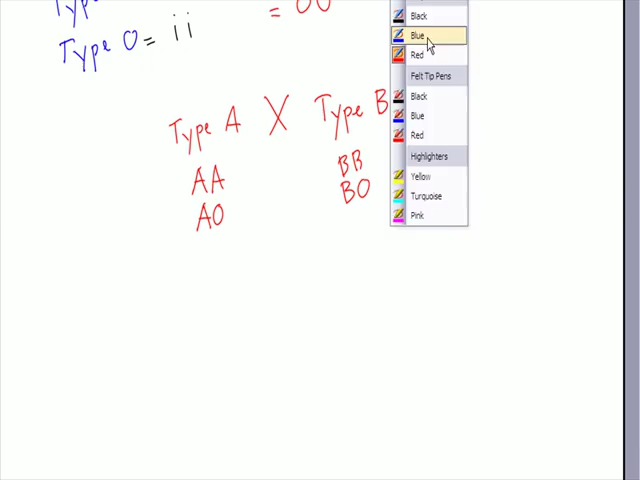 Type
= OO
Type O = ii
Type A X Type B
AA BB
AO BO
Black
Blue
Red
Felt Tip Pens
Black
Blue
Red
Highlighters
Yellow
Turquoise
Pink